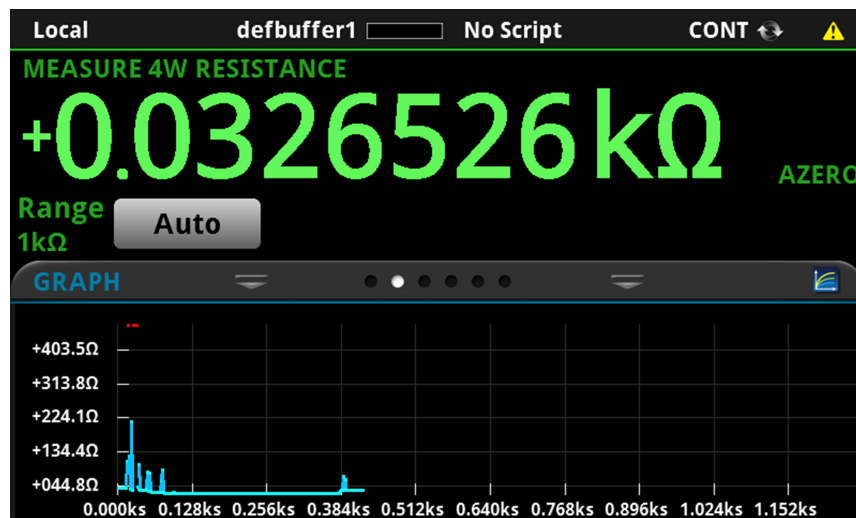 Local defbuffer1 No Script CONT
MEASURE 4W RESISTANCE
+0.0326526 kΩ
AZERO
Range Auto
1kΩ
GRAPH
+403.5Ω
+313.8Ω
+224.1Ω
+134.4Ω
+044.8Ω
0.000ks 0.128ks 0.256ks 0.384ks 0.512ks 0.640ks 0.768ks 0.896ks 1.024ks 1.152ks